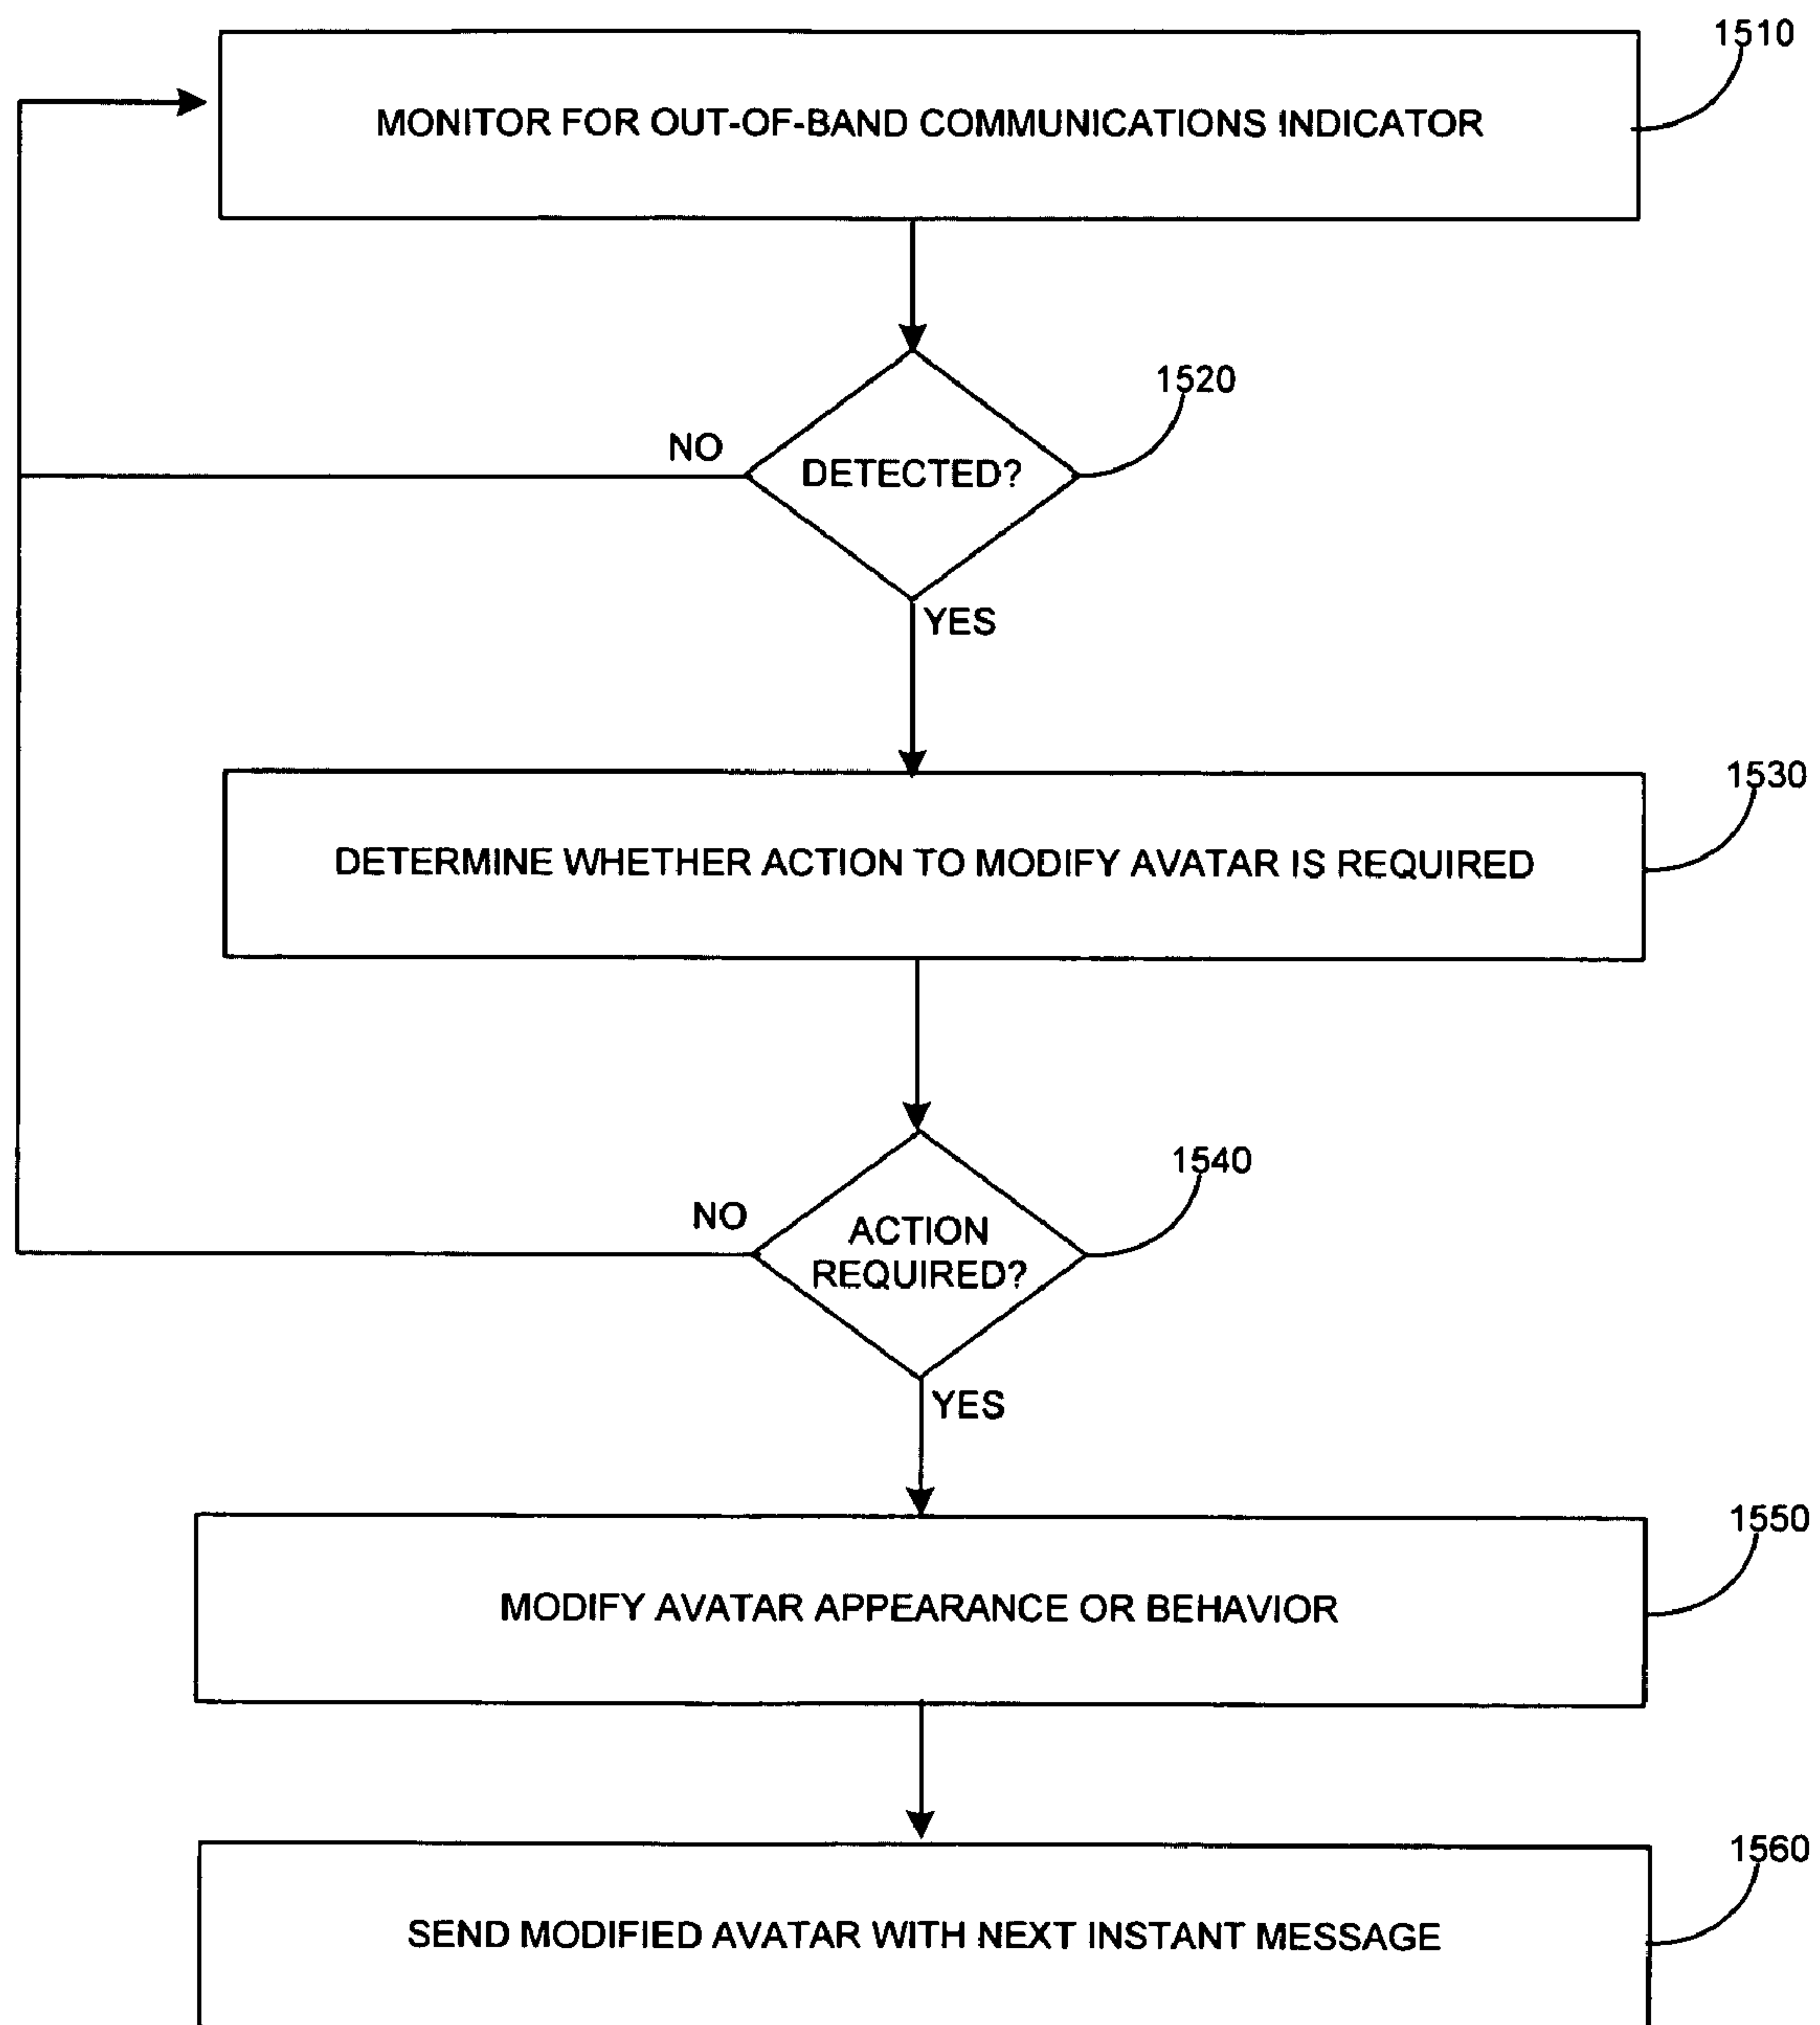 1510
MONITOR FOR OUT-OF-BAND COMMUNICATIONS INDICATOR
1520
NO
DETECTED?
YES
1530
DETERMINE WHETHER ACTION TO MODIFY AVATAR IS REQUIRED
1540
NO
ACTION
REQUIRED?
YES
1550
MODIFY AVATAR APPEARANCE OR BEHAVIOR
1560
SEND MODIFIED AVATAR WITH NEXT INSTANT MESSAGE